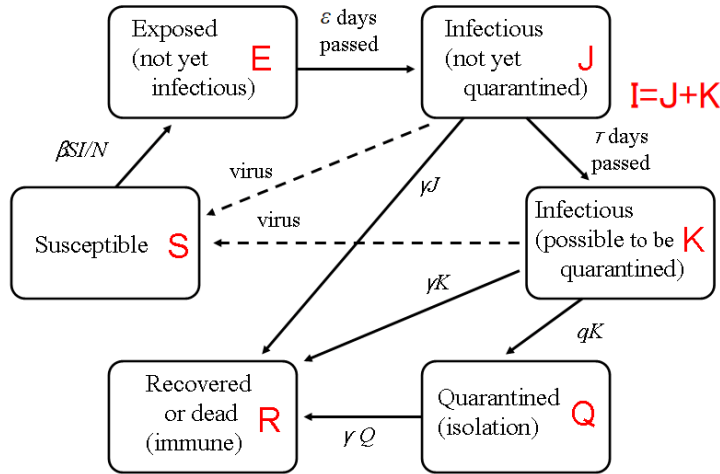 Exposed
(not yet
infectious)
E
ε days
passed
Infectious
(not yet
quarantined)
J
I=J+K
βSI/N
virus
γJ
τ days
passed
Susceptible
S
virus
Infectious
(possible to be
quarantined)
K
γK
qK
Recovered
or dead
(immune)
R
γ Q
Quarantined
(isolation)
Q